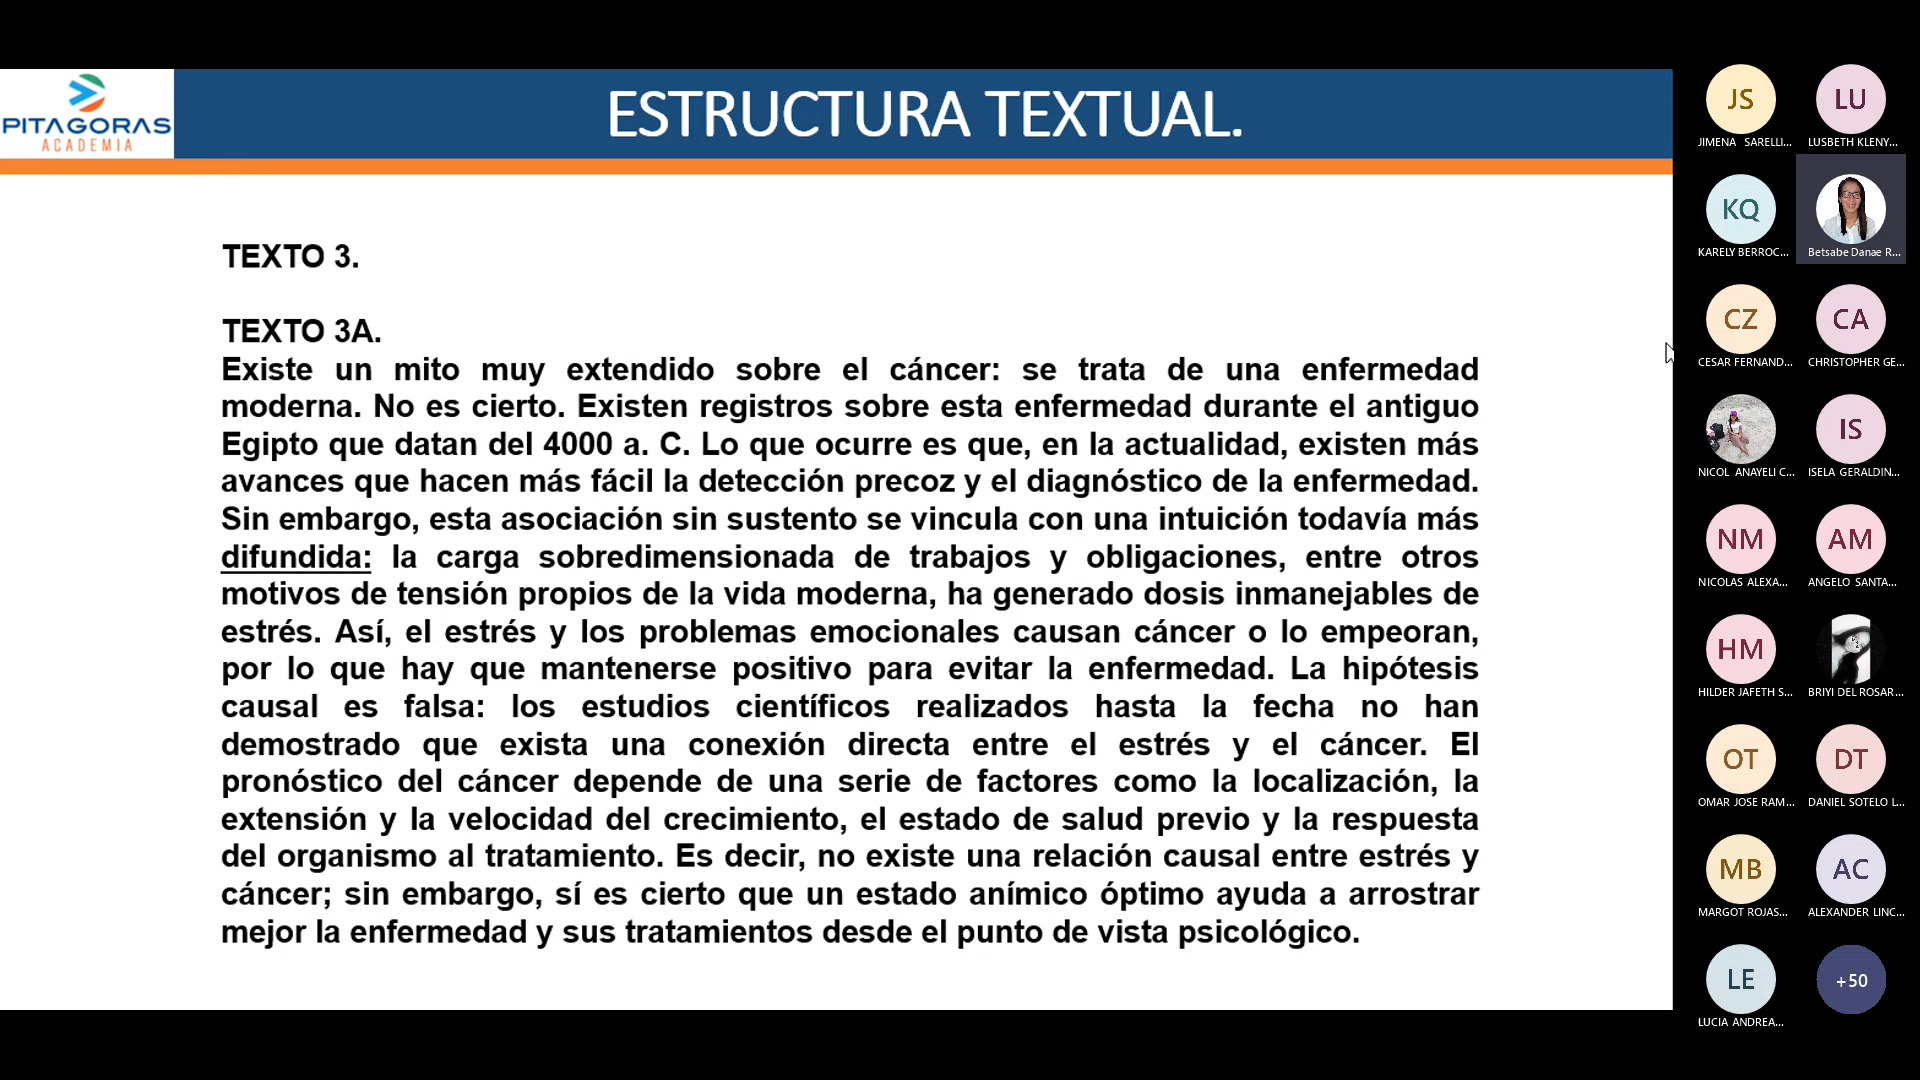 PITAGORAS
ACADEMIA
ESTRUCTURA TEXTUAL.
TEXTO 3.
TEXTO 3A.
Existe un mito muy extendido sobre el cáncer: se trata de una enfermedad
moderna. No es cierto. Existen registros sobre esta enfermedad durante el antiguo
Egipto que datan del 4000 a. C. Lo que ocurre es que, en la actualidad, existen más
avances que hacen más fácil la detección precoz y el diagnóstico de la enfermedad.
Sin embargo, esta asociación sin sustento se vincula con una intuición todavía más
difundida: la carga sobredimensionada de trabajos y obligaciones, entre otros
motivos de tensión propios de la vida moderna, ha generado dosis inmanejables de
estrés. Así, el estrés y los problemas emocionales causan cáncer o lo empeoran,
por lo que hay que mantenerse positivo para evitar la enfermedad. La hipótesis
causal es falsa: los estudios científicos realizados hasta la fecha no han
demostrado que exista una conexión directa entre el estrés y el cáncer. El
pronóstico del cáncer depende de una serie de factores como la localización, la
extensión y la velocidad del crecimiento, el estado de salud previo y la respuesta
del organismo al tratamiento. Es decir, no existe una relación causal entre estrés y
cáncer; sin embargo, sí es cierto que un estado anímico óptimo ayuda a arrostrar
mejor la enfermedad y sus tratamientos desde el punto de vista psicológico.
JS
JIMENA SARELLI...
LU
LUSBETH KLENY...
KQ
KARELY BERROC...
Betsabe Danae R...
CZ
CESAR FERNAND...
CA
CHRISTOPHER GE...
NICOL ANAYELI C...
IS
ISELA GERALDIN...
NM
NICOLAS ALEXA...
AM
ANGELO SANTA...
HM
HILDER JAFETH S...
BRIYI DEL ROSAR...
OT
OMAR JOSE RAM...
DT
DANIEL SOTELO L...
MB
MARGOT ROJAS...
AC
ALEXANDER LINC...
LE
LUCIA ANDREA...
+50